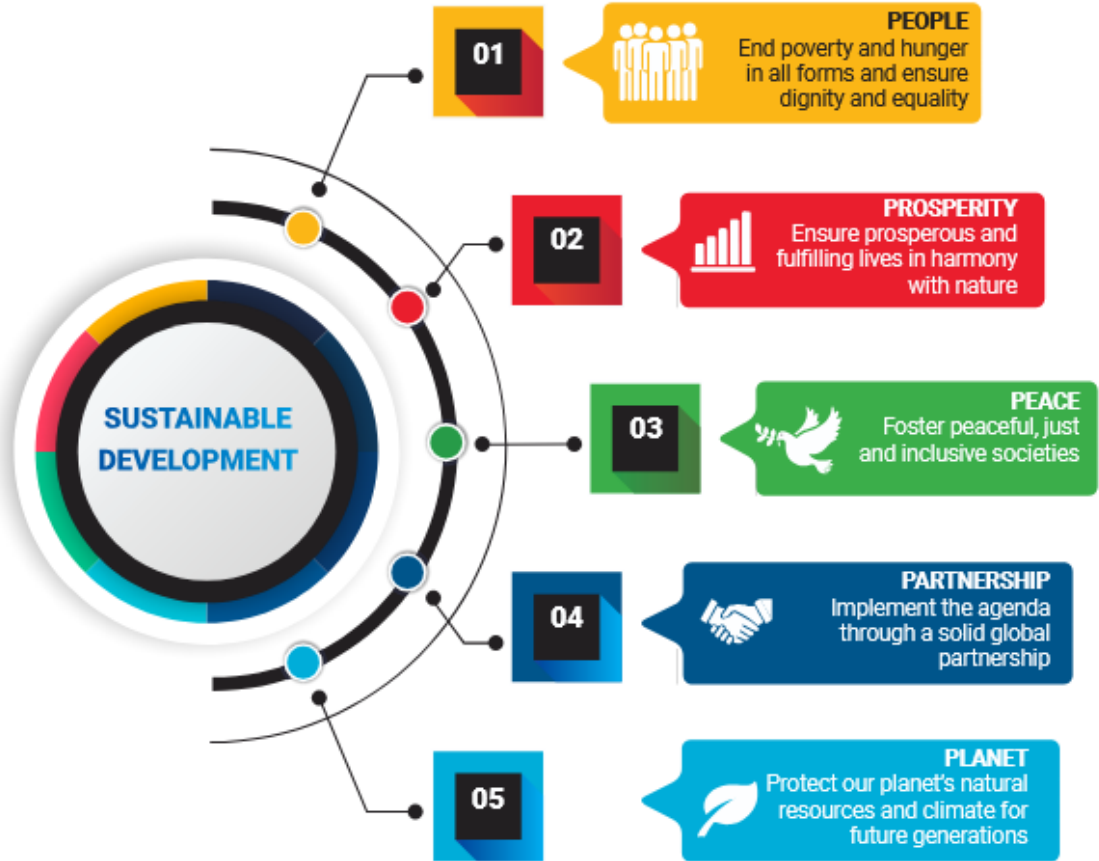 SUSTAINABLE
DEVELOPMENT
01
PEOPLE
End poverty and hunger
in all forms and ensure
dignity and equality
02
PROSPERITY
Ensure prosperous and
fulfilling lives in harmony
with nature
03
PEACE
Foster peaceful, just
and inclusive societies
04
PARTNERSHIP
Implement the agenda
through a solid global
partnership
05
PLANET
Protect our planet's natural
resources and climate for
future generations